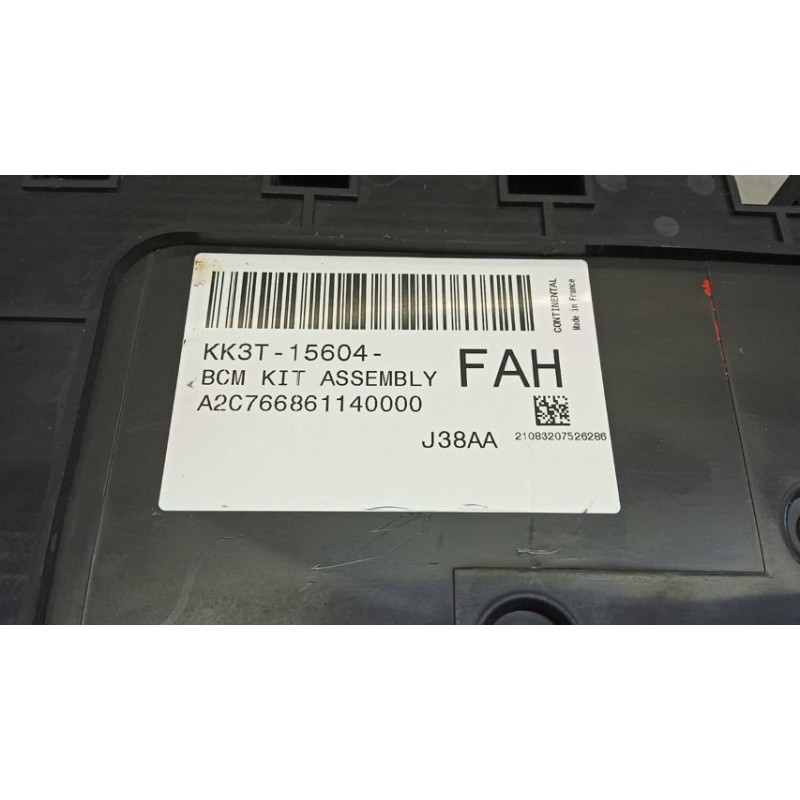 CONTINENTAL
Made in France
KK3T-15604-
FAH
BCM KIT ASSEMBLY
A2C766861140000
J38AA
21083207526286